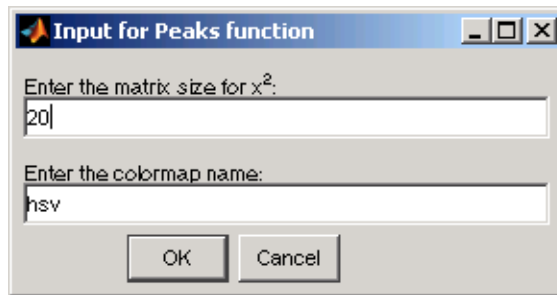 Input for Peaks function
Enter the matrix size for x²:
20
Enter the colormap name:
hsv
OK Cancel